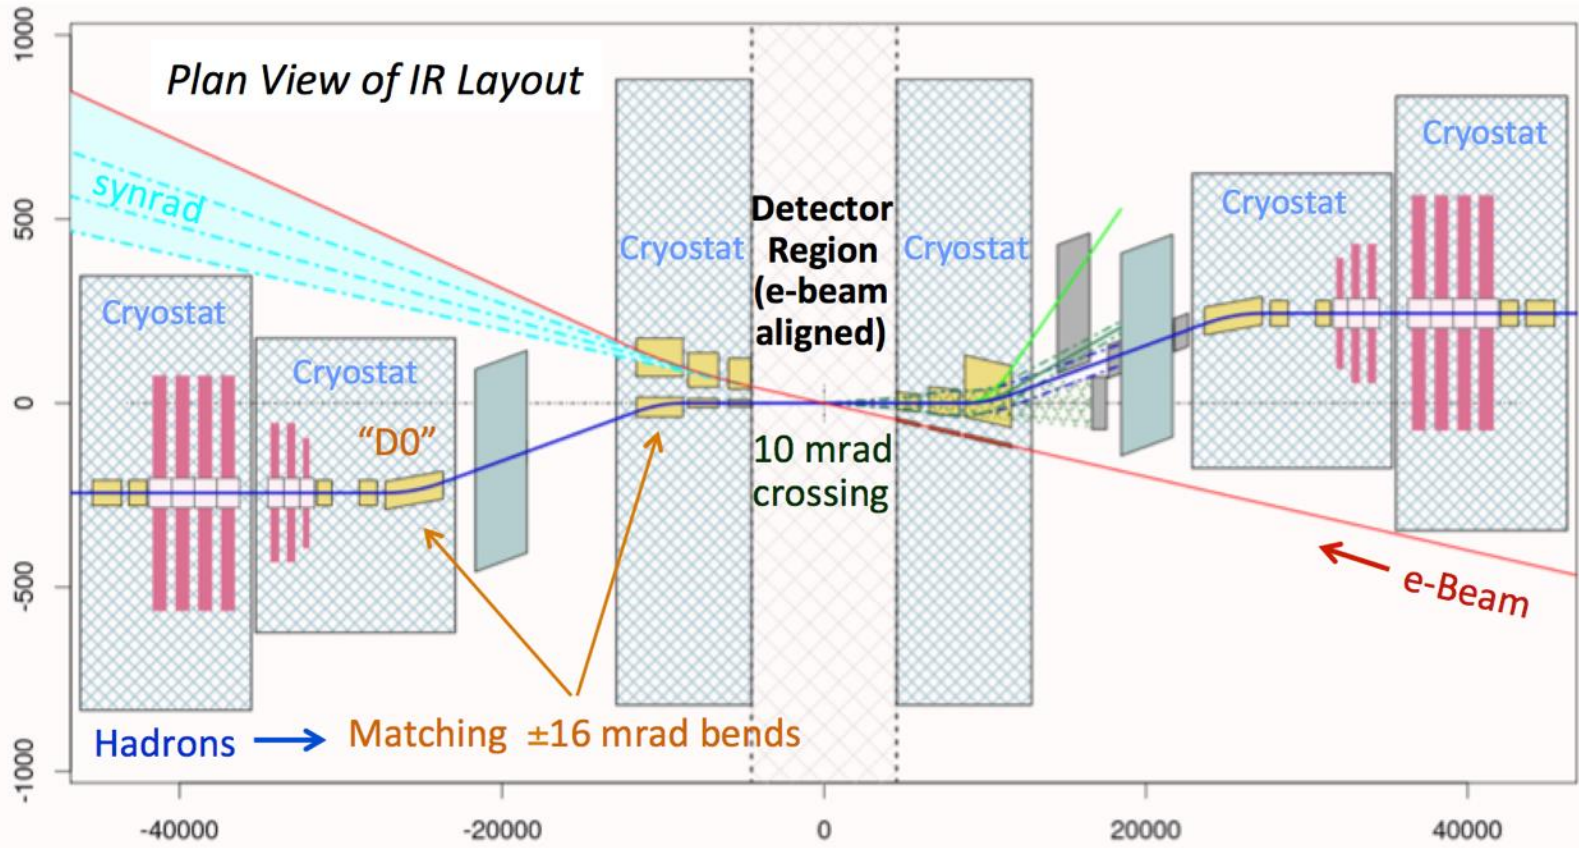 1000
500
0
-500
-1000
Plan View of IR Layout
synrad
Cryostat
Cryostat
"D0"
Cryostat
Detector
Region
(e-beam
aligned)
Cryostat
Cryostat
Cryostat
10 mrad
crossing
e-Beam
Hadrons
Matching ±16 mrad bends
-40000
-20000
0
20000
40000